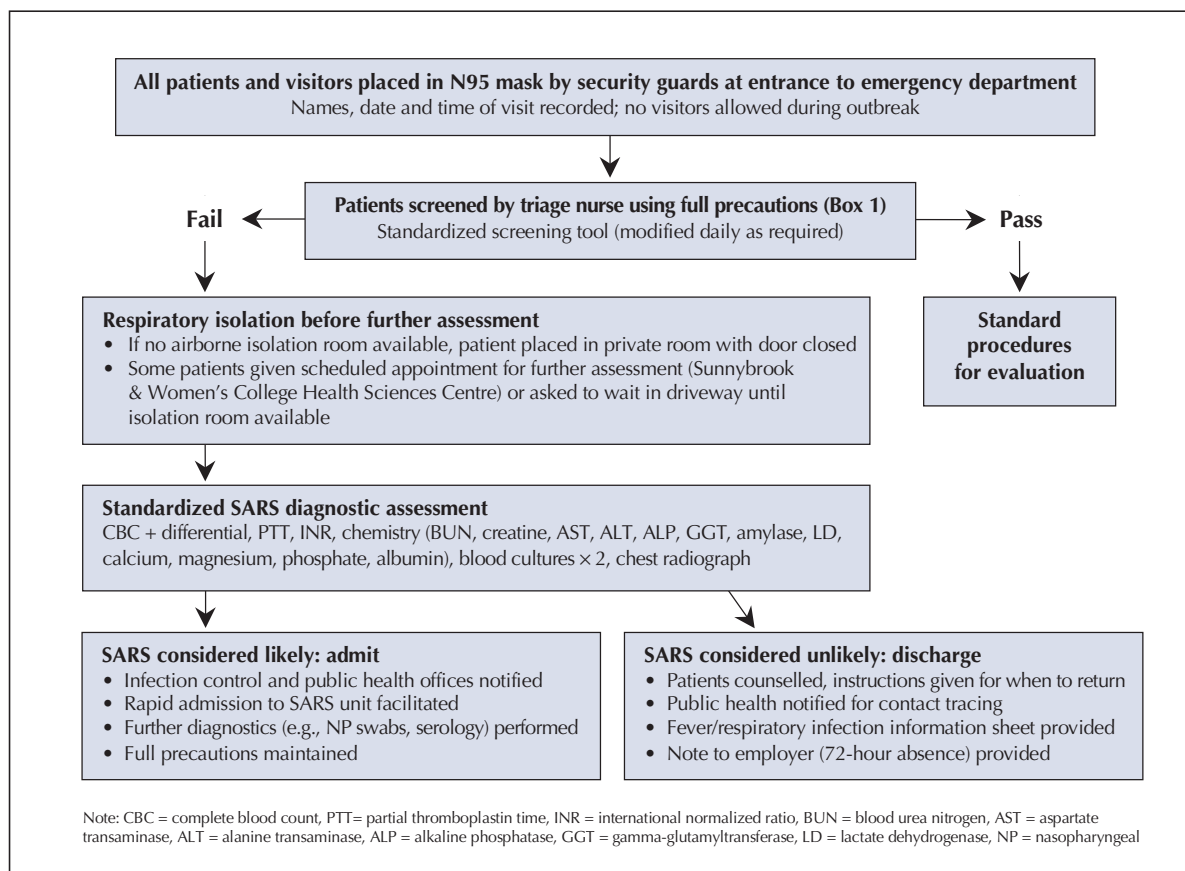 All patients and visitors placed in N95 mask by security guards at entrance to emergency department
Names, date and time of visit recorded; no visitors allowed during outbreak
Fail
Patients screened by triage nurse using full precautions (Box 1)
Standardized screening tool (modified daily as required)
Pass
Respiratory isolation before further assessment
• If no airborne isolation room available, patient placed in private room with door closed
• Some patients given scheduled appointment for further assessment (Sunnybrook
& Women's College Health Sciences Centre) or asked to wait in driveway until
isolation room available
Standard
procedures
for evaluation
Standardized SARS diagnostic assessment
CBC + differential, PTT, INR, chemistry (BUN, creatine, AST, ALT, ALP, GGT, amylase, LD,
calcium, magnesium, phosphate, albumin), blood cultures × 2, chest radiograph
SARS considered likely: admit
• Infection control and public health offices notified
• Rapid admission to SARS unit facilitated
• Further diagnostics (e.g., NP swabs, serology) performed
• Full precautions maintained
SARS considered unlikely: discharge
• Patients counselled, instructions given for when to return
• Public health notified for contact tracing
• Fever/respiratory infection information sheet provided
• Note to employer (72-hour absence) provided
Note: CBC = complete blood count, PTT= partial thromboplastin time, INR = international normalized ratio, BUN = blood urea nitrogen, AST = aspartate
transaminase, ALT = alanine transaminase, ALP = alkaline phosphatase, GGT = gamma-glutamyltransferase, LD = lactate dehydrogenase, NP = nasopharyngeal